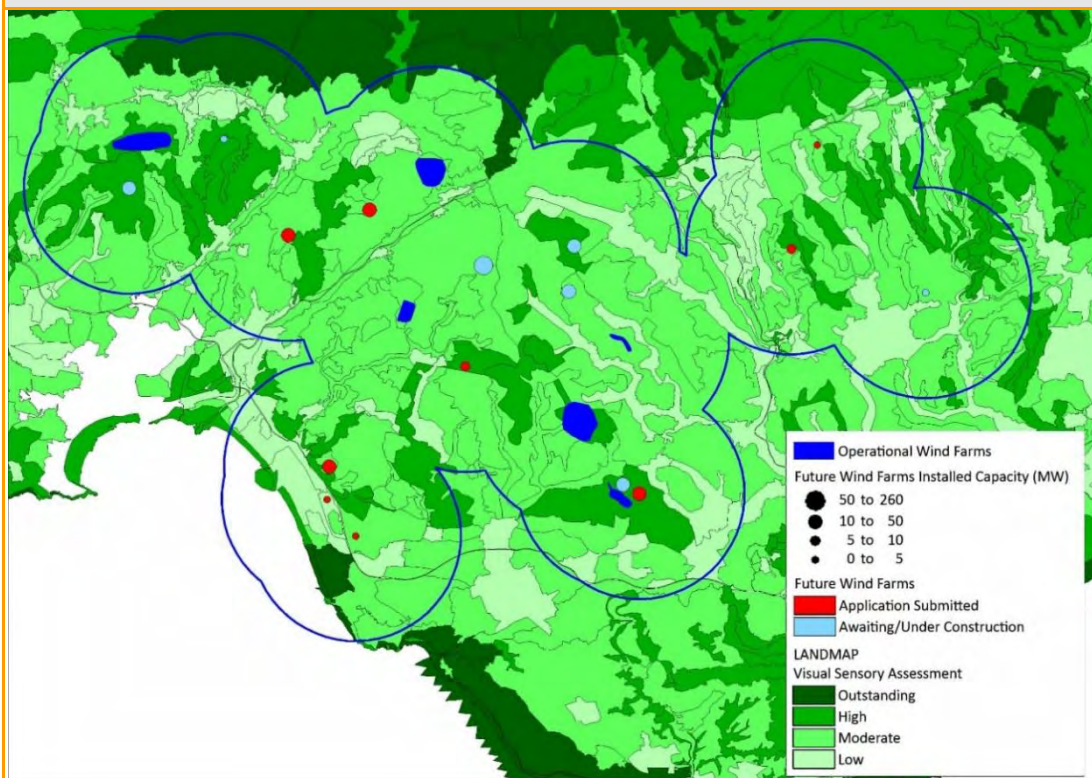 Operational Wind Farms
Future Wind Farms Installed Capacity (MW)
50 to 260
10 to 50
5 to 10
0 to 5
Future Wind Farms
Application Submitted
Awaiting/Under Construction
LANDMAP
Visual Sensory Assessment
Outstanding
High
Moderate
Low